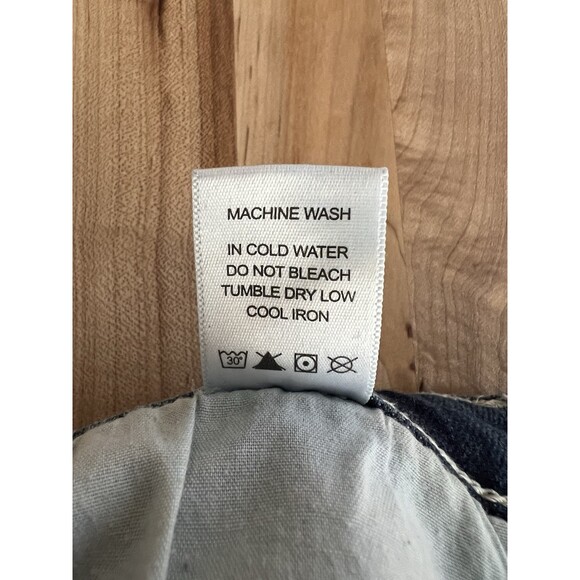 MACHINE WASH
IN COLD WATER
DO NOT BLEACH
TUMBLE DRY LOW
COOL IRON
30°